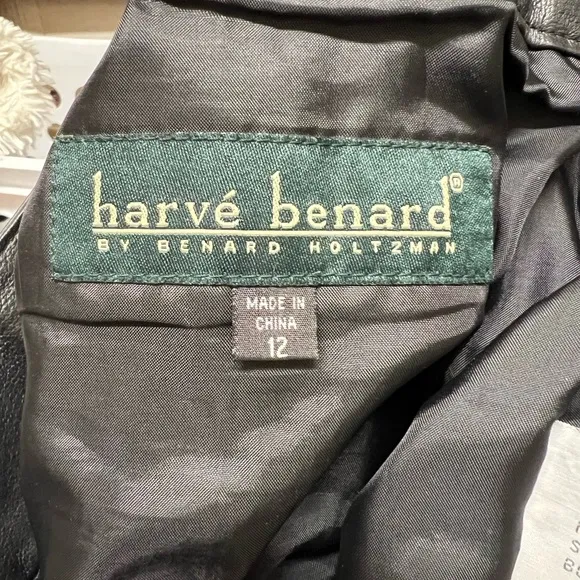 harvé benard®
BY BENARD HOLTZMAN
MADE IN
CHINA
12